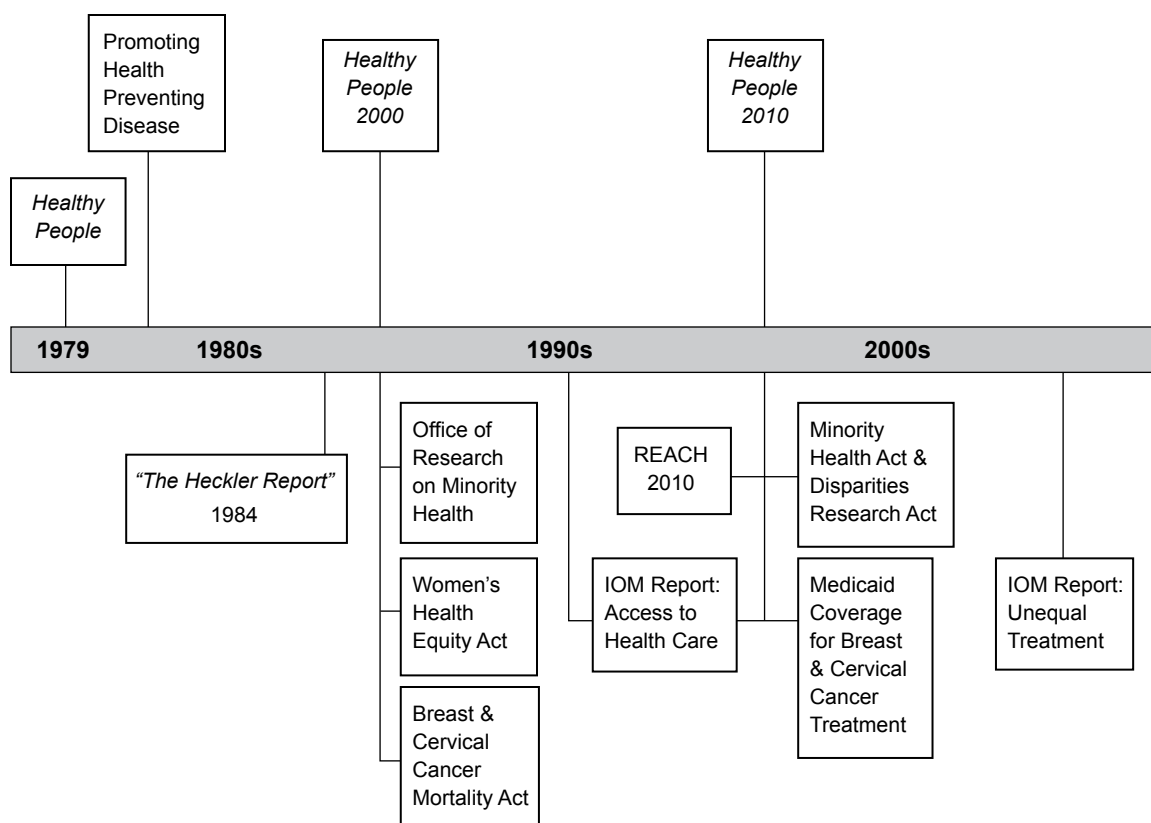 Promoting
Health
Preventing
Disease
Healthy
People
2000
Healthy
People
2010
Healthy
People
1979
1980s
1990s
2000s
“The Heckler Report”
1984
Office of
Research
on Minority
Health
Women’s
Health
Equity Act
Breast &
Cervical
Cancer
Mortality Act
REACH
2010
IOM Report:
Access to
Health Care
Minority
Health Act &
Disparities
Research Act
Medicaid
Coverage
for Breast
& Cervical
Cancer
Treatment
IOM Report:
Unequal
Treatment